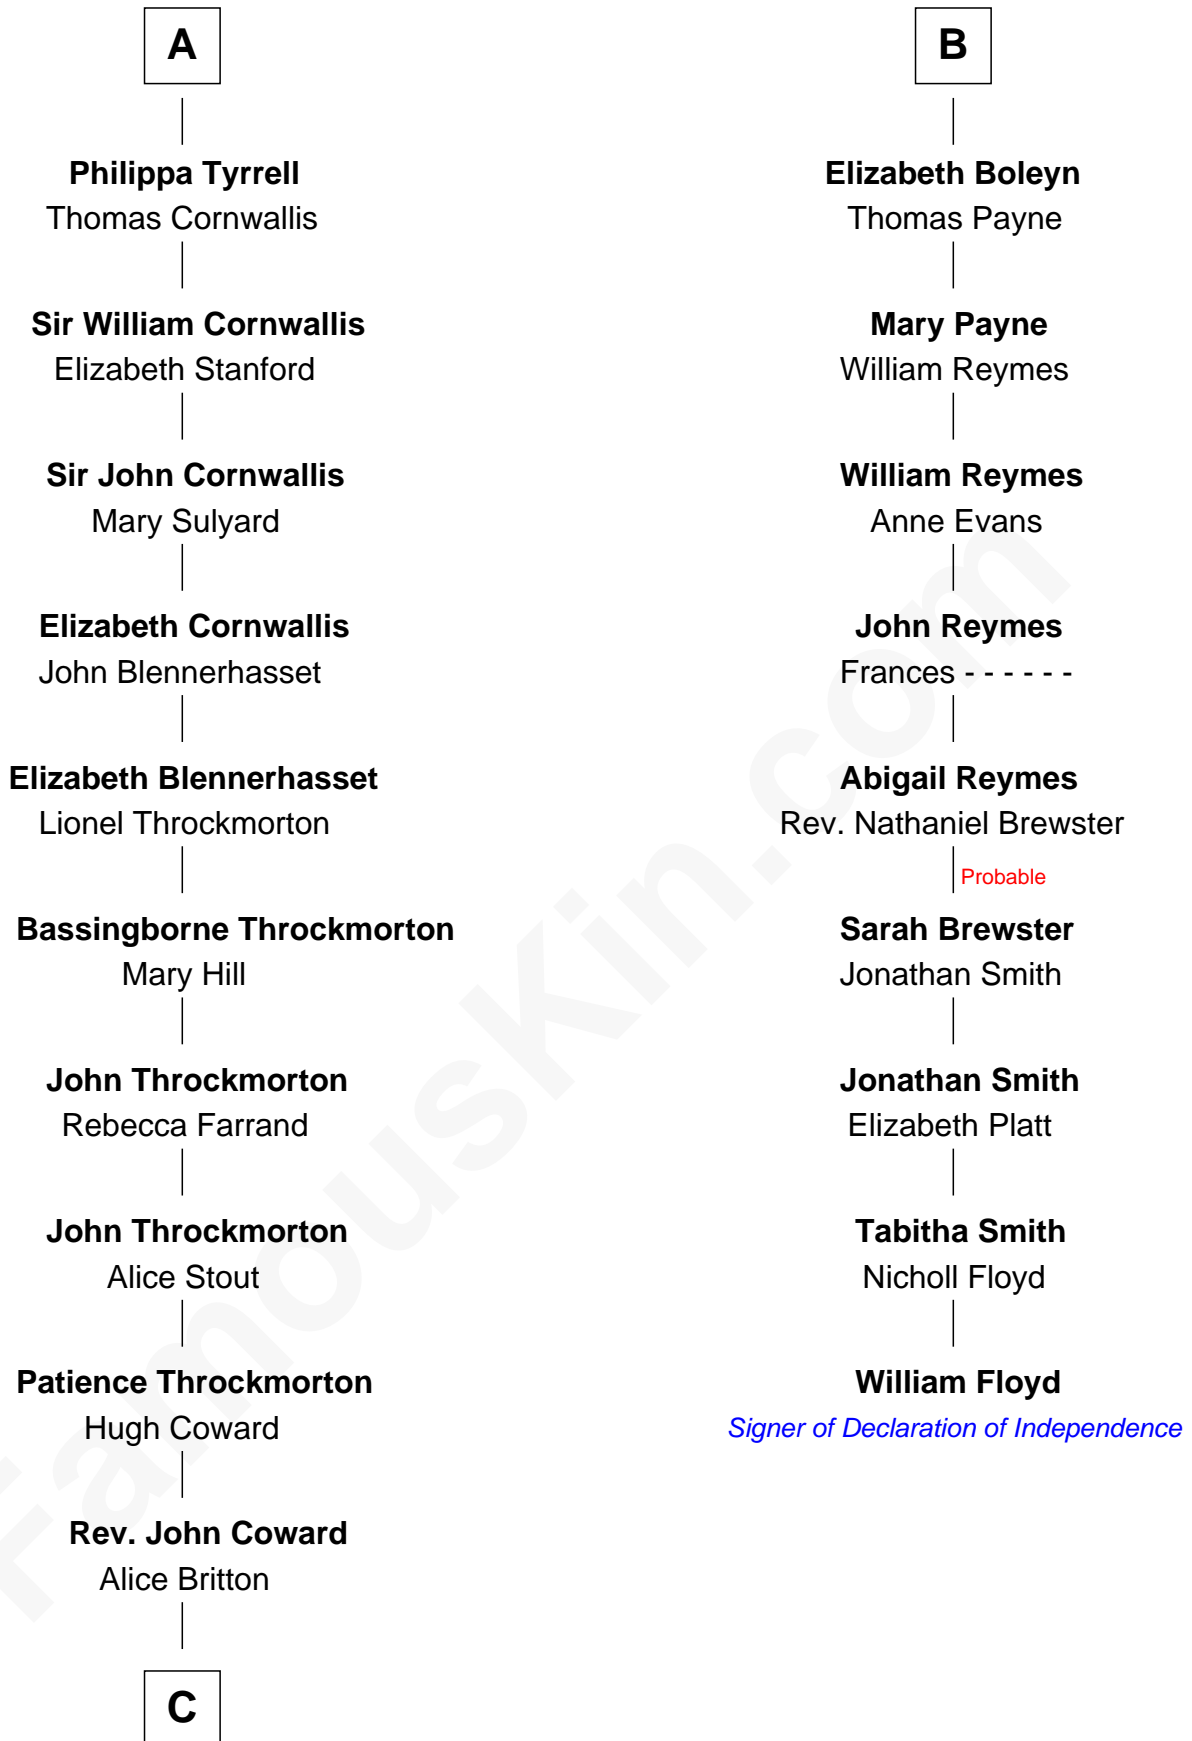 A
Philippa Tyrrell
Thomas Cornwallis
Sir William Cornwallis
Elizabeth Stanford
Sir John Cornwallis
Mary Sulyard
Elizabeth Cornwallis
John Blennerhasset
Elizabeth Blennerhasset
Lionel Throckmorton
Bassingborne Throckmorton
Mary Hill
John Throckmorton
Rebecca Farrand
John Throckmorton
Alice Stout
Patience Throckmorton
Hugh Coward
Rev. John Coward
Alice Britton
C
B
Elizabeth Boleyn
Thomas Payne
Mary Payne
William Reymes
William Reymes
Anne Evans
John Reymes
Frances - - - - - -
Abigail Reymes
Rev. Nathaniel Brewster
Probable
Sarah Brewster
Jonathan Smith
Jonathan Smith
Elizabeth Platt
Tabitha Smith
Nicholl Floyd
William Floyd
Signer of Declaration of Independence
FamousKin.com